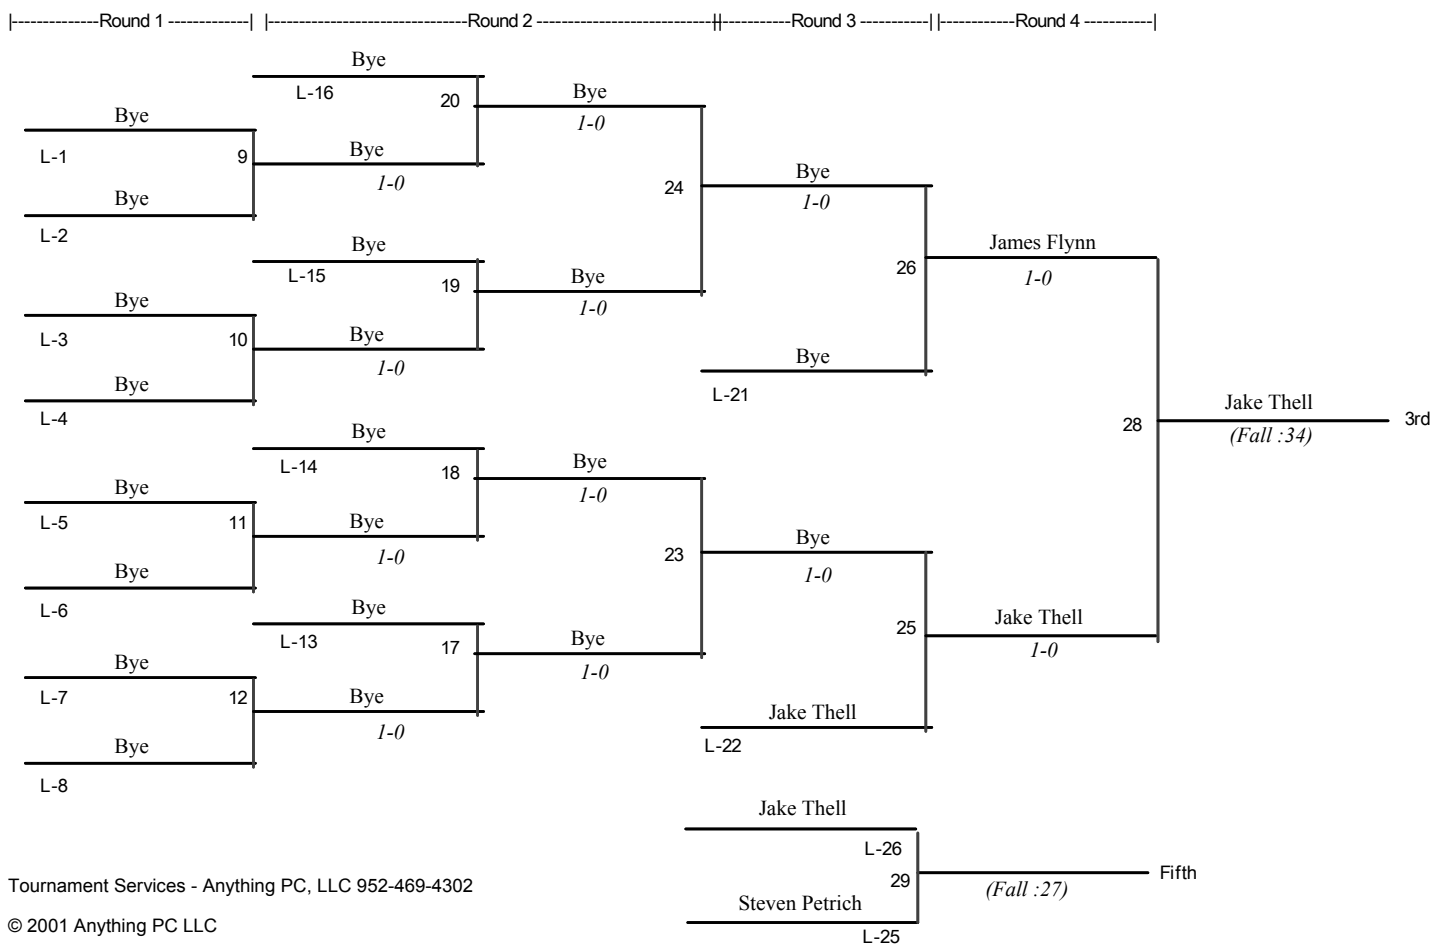 |-------------Round 1 -------------| |------------------------------Round 2 ---------------------------||-----------Round 3 -----------| |------------Round 4 -----------|
Bye
L-16
20
Bye
1-0
Bye
L-1
9
Bye
1-0
Bye
L-2
24
Bye
1-0
Bye
L-15
19
Bye
1-0
James Flynn
1-0
26
Bye
L-3
10
Bye
1-0
Bye
L-4
Bye
L-21
28
Jake Thell
(Fall :34)
3rd
Bye
L-14
18
Bye
1-0
Bye
L-5
11
Bye
1-0
Bye
L-6
23
Bye
1-0
Bye
L-13
17
Bye
1-0
25
Jake Thell
1-0
Bye
L-7
12
Bye
1-0
Bye
L-8
Jake Thell
L-22
Jake Thell
L-26
29
(Fall :27)
Fifth
Steven Petrich
L-25
Tournament Services - Anything PC, LLC 952-469-4302
© 2001 Anything PC LLC